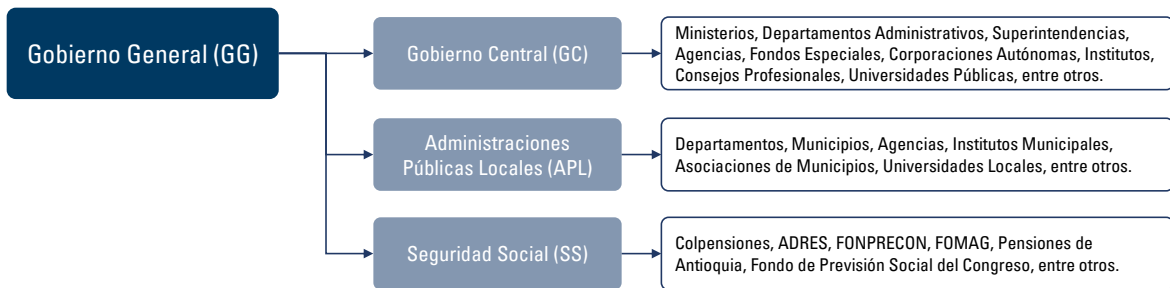 Gobierno General (GG)
Gobierno Central (GC)
Ministerios, Departamentos Administrativos, Superintendencias,
Agencias, Fondos Especiales, Corporaciones Autónomas, Institutos,
Consejos Profesionales, Universidades Públicas, entre otros.
Administraciones
Públicas Locales (APL)
Departamentos, Municipios, Agencias, Institutos Municipales,
Asociaciones de Municipios, Universidades Locales, entre otros.
Seguridad Social (SS)
Colpensiones, ADRES, FONPRECON, FOMAG, Pensiones de
Antioquia, Fondo de Previsión Social del Congreso, entre otros.